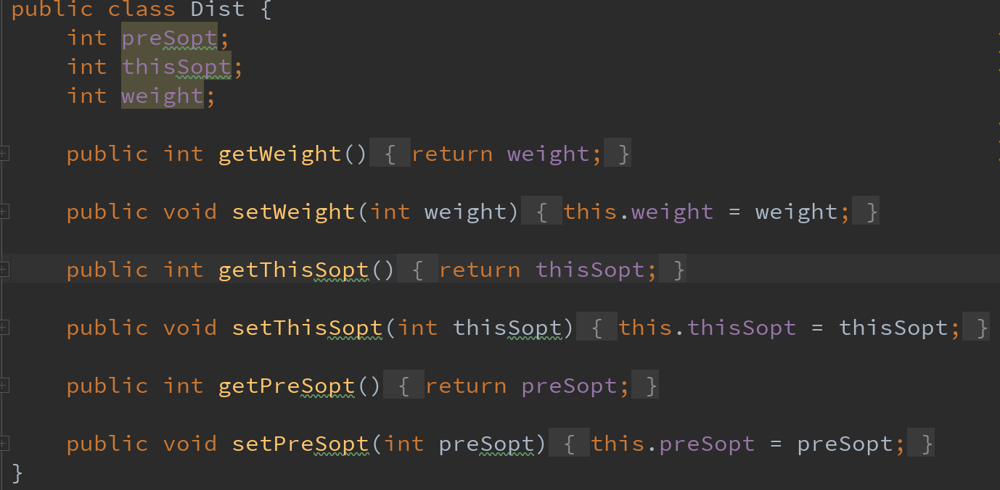 public class Dist {
int preSopt;
int thisSopt;
int weight;
public int getWeight() { return weight; }
public void setWeight(int weight) { this.weight = weight; }
public int getThisSopt() { return thisSopt; }
public void setThisSopt(int thisSopt) { this.thisSopt = thisSopt; }
public int getPreSopt() { return preSopt; }
public void setPreSopt(int preSopt) { this.preSopt = preSopt; }
}